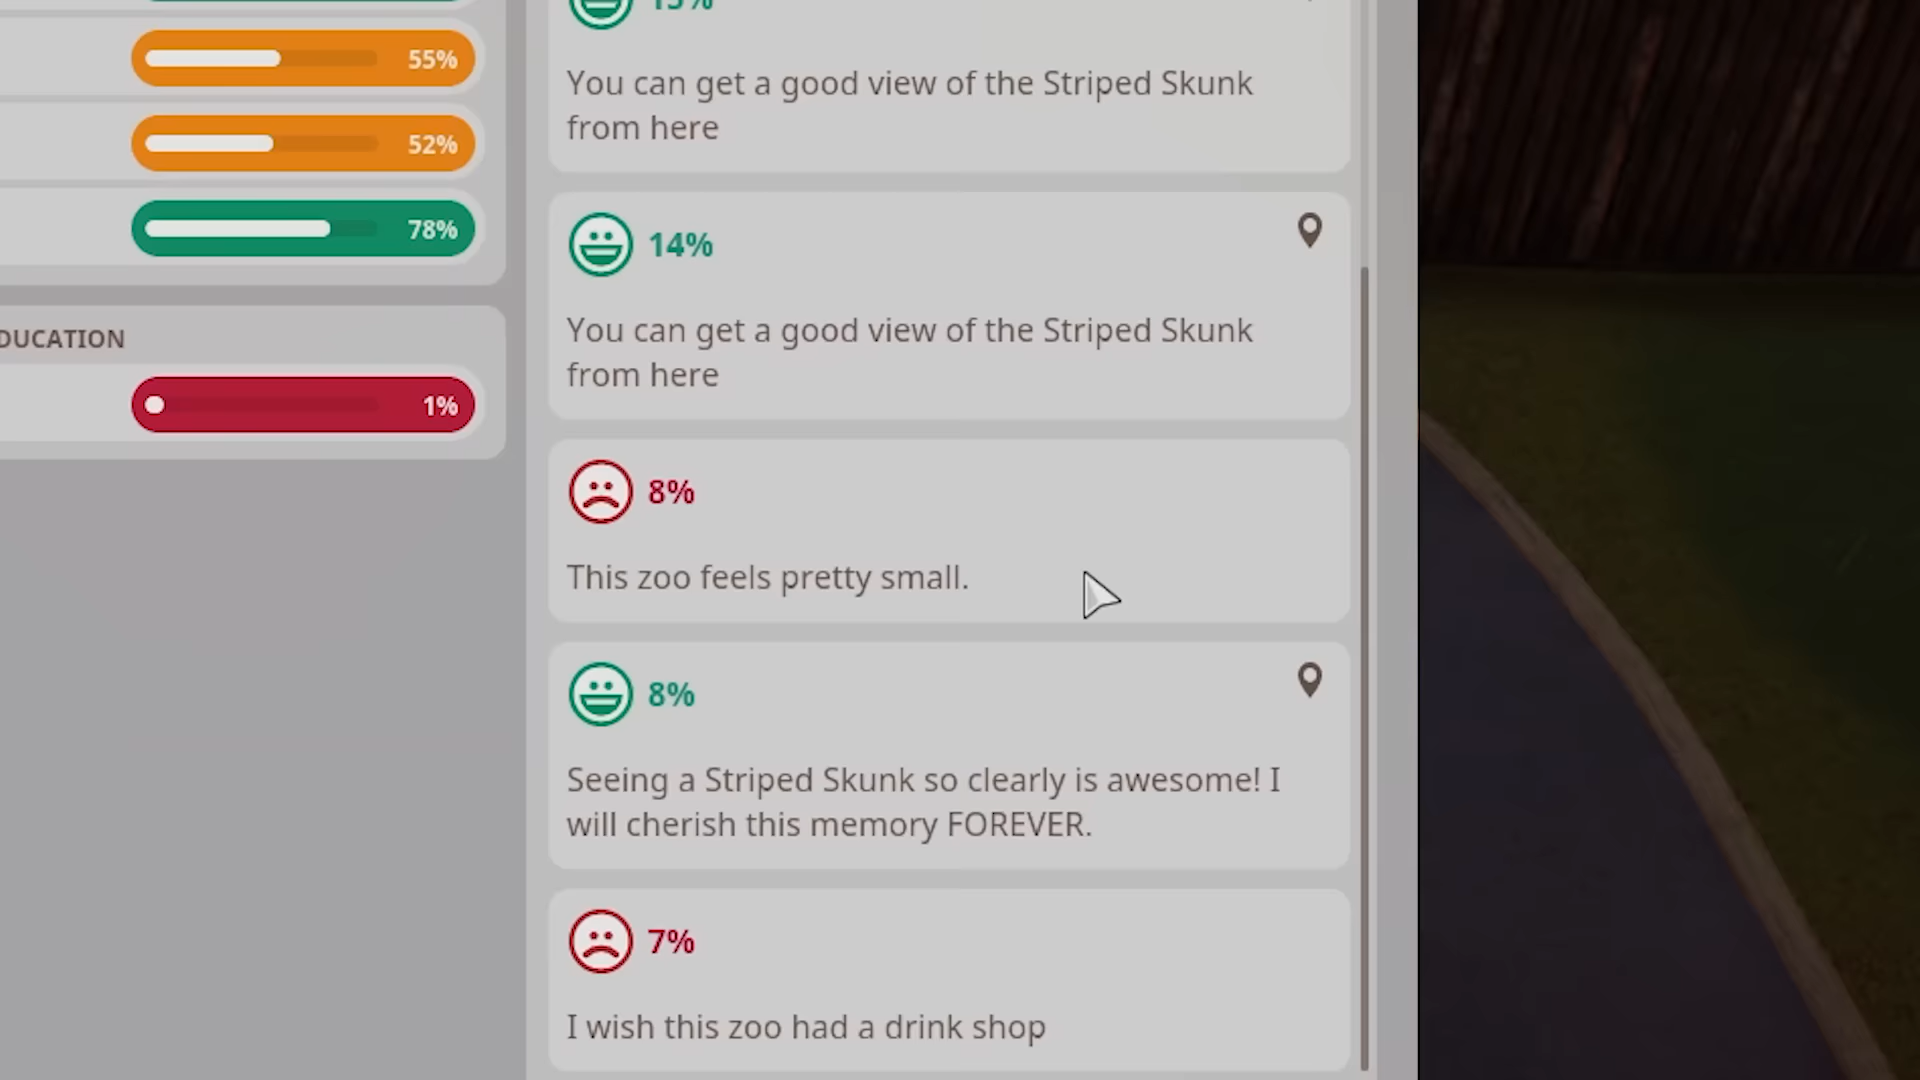 55%
52%
78%
DUCATION
1%
15%
You can get a good view of the Striped Skunk
from here
14%
You can get a good view of the Striped Skunk
from here
8%
This zoo feels pretty small.
8%
Seeing a Striped Skunk so clearly is awesome! I
will cherish this memory FOREVER.
7%
I wish this zoo had a drink shop